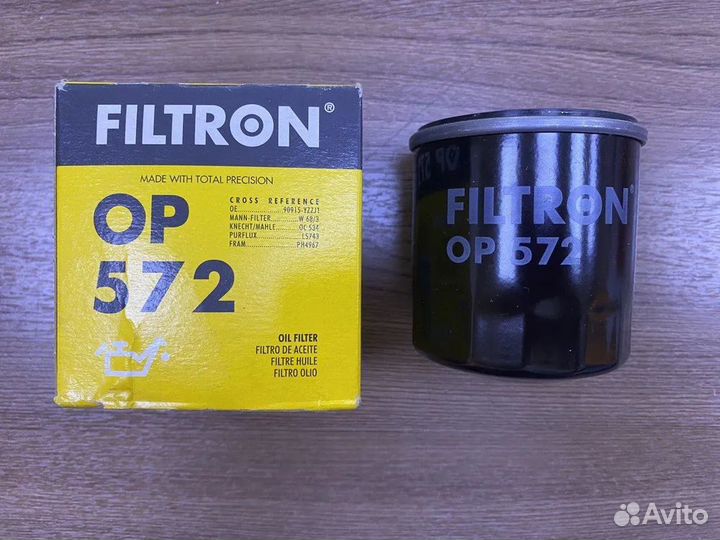 FILTRON®
MADE WITH TOTAL PRECISION
OP
572
CROSS REFERENCE
OE............90915-YZZJ1
MANN-FILTER............W 68/3
KNECHT/MAHLE............OC 534
PURFLUX............LS743
FRAM............PH4967
OIL FILTER
FILTRO DE ACEITE
FILTRE HUILE
FILTRO OLIO
FILTRON®
OP 572
Avito